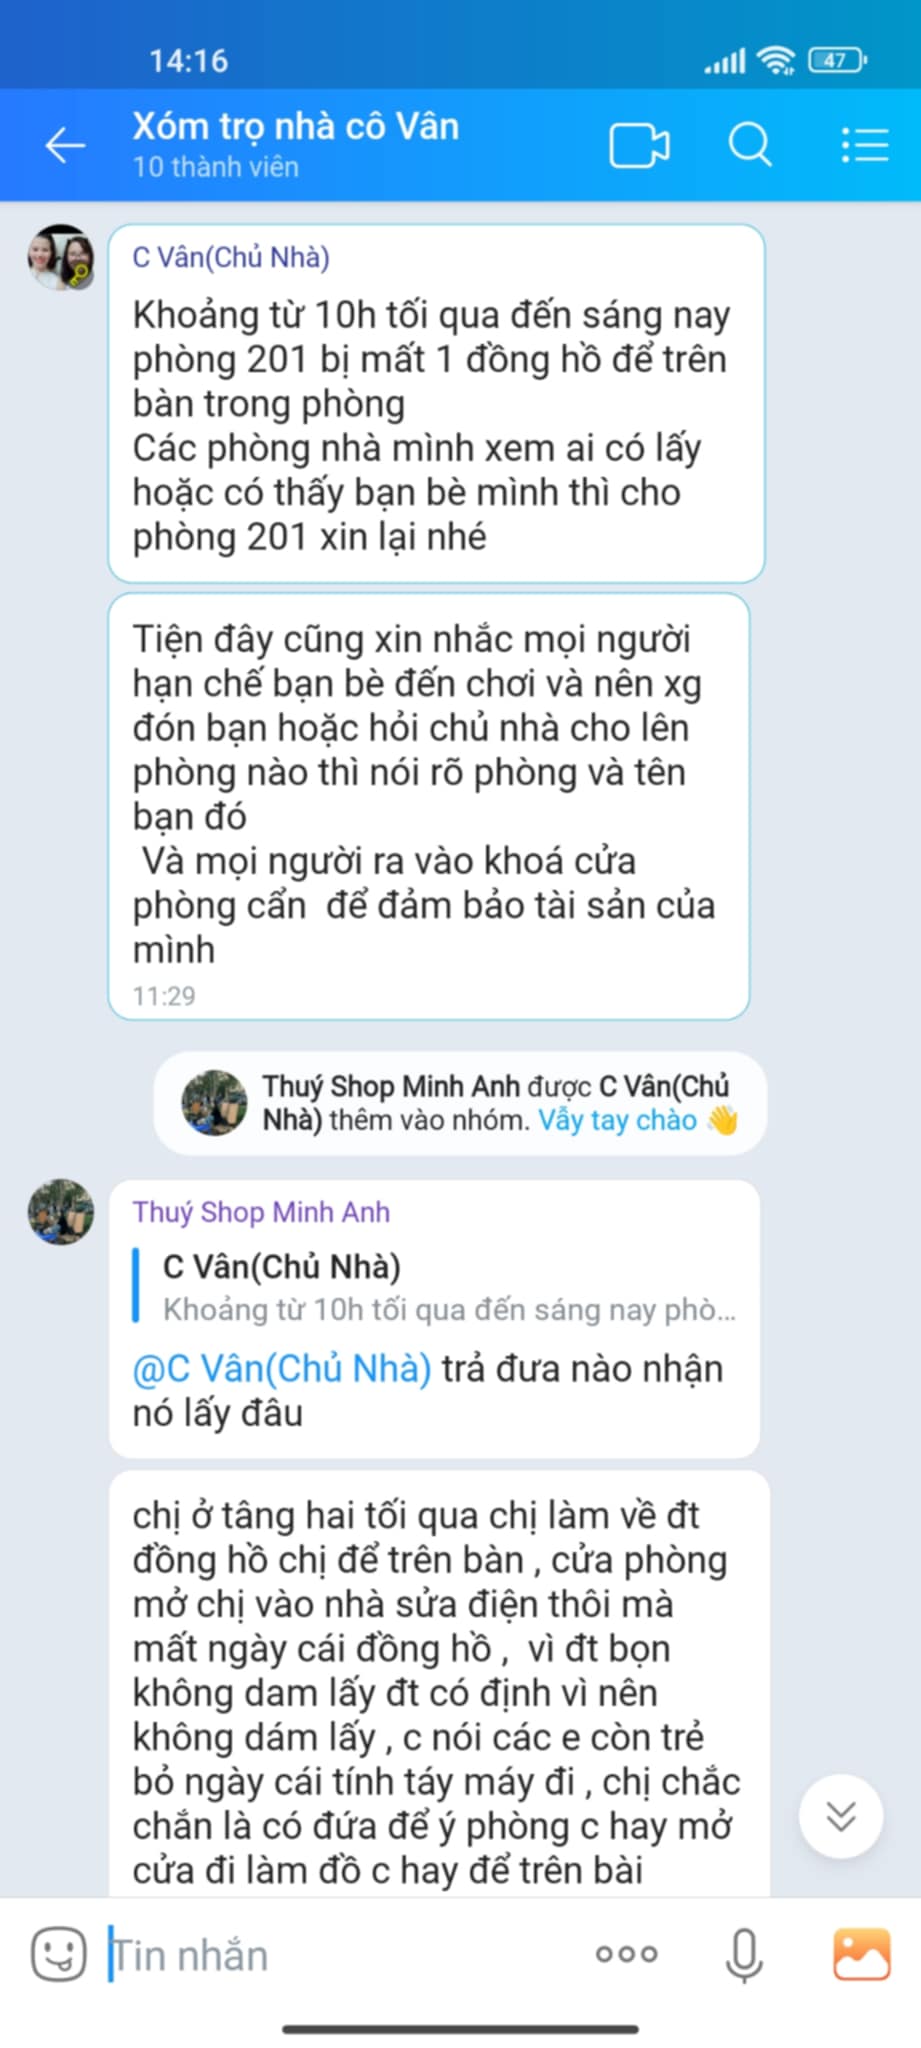 14:16
47
Xóm trọ nhà cô Vân
10 thành viên
C Vân(Chủ Nhà)
Khoảng từ 10h tối qua đến sáng nay
phòng 201 bị mất 1 đồng hồ để trên
bàn trong phòng
Các phòng nhà mình xem ai có lấy
hoặc có thấy bạn bè mình thì cho
phòng 201 xin lại nhé
Tiện đây cũng xin nhắc mọi người
hạn chế bạn bè đến chơi và nên xg
đón bạn hoặc hỏi chủ nhà cho lên
phòng nào thì nói rõ phòng và tên
bạn đó
Và mọi người ra vào khoá cửa
phòng cẩn  để đảm bảo tài sản của
mình
11:29
Thuý Shop Minh Anh được C Vân(Chủ
Nhà) thêm vào nhóm. Vẫy tay chào 👋
Thuý Shop Minh Anh
C Vân(Chủ Nhà)
Khoảng từ 10h tối qua đến sáng nay phò...
@C Vân(Chủ Nhà) trả đưa nào nhận
nó lấy đâu
chị ở tâng hai tối qua chị làm về đt
đồng hồ chị để trên bàn , cửa phòng
mở chị vào nhà sửa điện thôi mà
mất ngày cái đồng hồ ,  vì đt bọn
không dam lấy đt có định vì nên
không dám lấy , c nói các e còn trẻ
bỏ ngày cái tính táy máy đi , chị chắc
chắn là có đứa để ý phòng c hay mở
cửa đi làm đồ c hay để trên bài
Tin nhắn